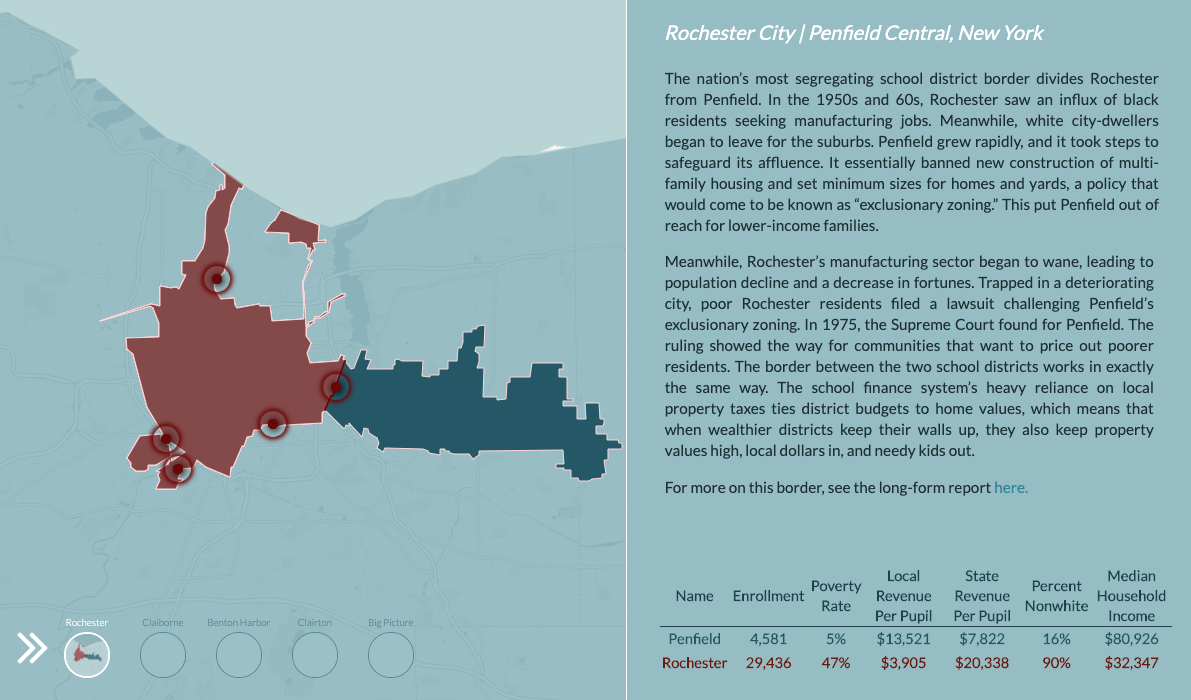 Rochester City | Penfield Central, New York
The nation's most segregating school district border divides Rochester
from Penfield. In the 1950s and 60s, Rochester saw an influx of black
residents seeking manufacturing jobs. Meanwhile, white city-dwellers
began to leave for the suburbs. Penfield grew rapidly, and it took steps to
safeguard its affluence. It essentially banned new construction of multi-
family housing and set minimum sizes for homes and yards, a policy that
would come to be known as "exclusionary zoning." This put Penfield out of
reach for lower-income families.
Meanwhile, Rochester's manufacturing sector began to wane, leading to
population decline and a decrease in fortunes. Trapped in a deteriorating
city, poor Rochester residents filed a lawsuit challenging Penfield's
exclusionary zoning. In 1975, the Supreme Court found for Penfield. The
ruling showed the way for communities that want to price out poorer
residents. The border between the two school districts works in exactly
the same way. The school finance system's heavy reliance on local
property taxes ties district budgets to home values, which means that
when wealthier districts keep their walls up, they also keep property
values high, local dollars in, and needy kids out.
For more on this border, see the long-form report here.
Name Enrollment Poverty Rate Local Revenue Per Pupil State Revenue Per Pupil Percent Nonwhite Median Household Income
Penfield 4,581 5% $13,521 $7,822 16% $80,926
Rochester 29,436 47% $3,905 $20,338 90% $32,347
Rochester Claiborne Benton Harbor Clairton Big Picture